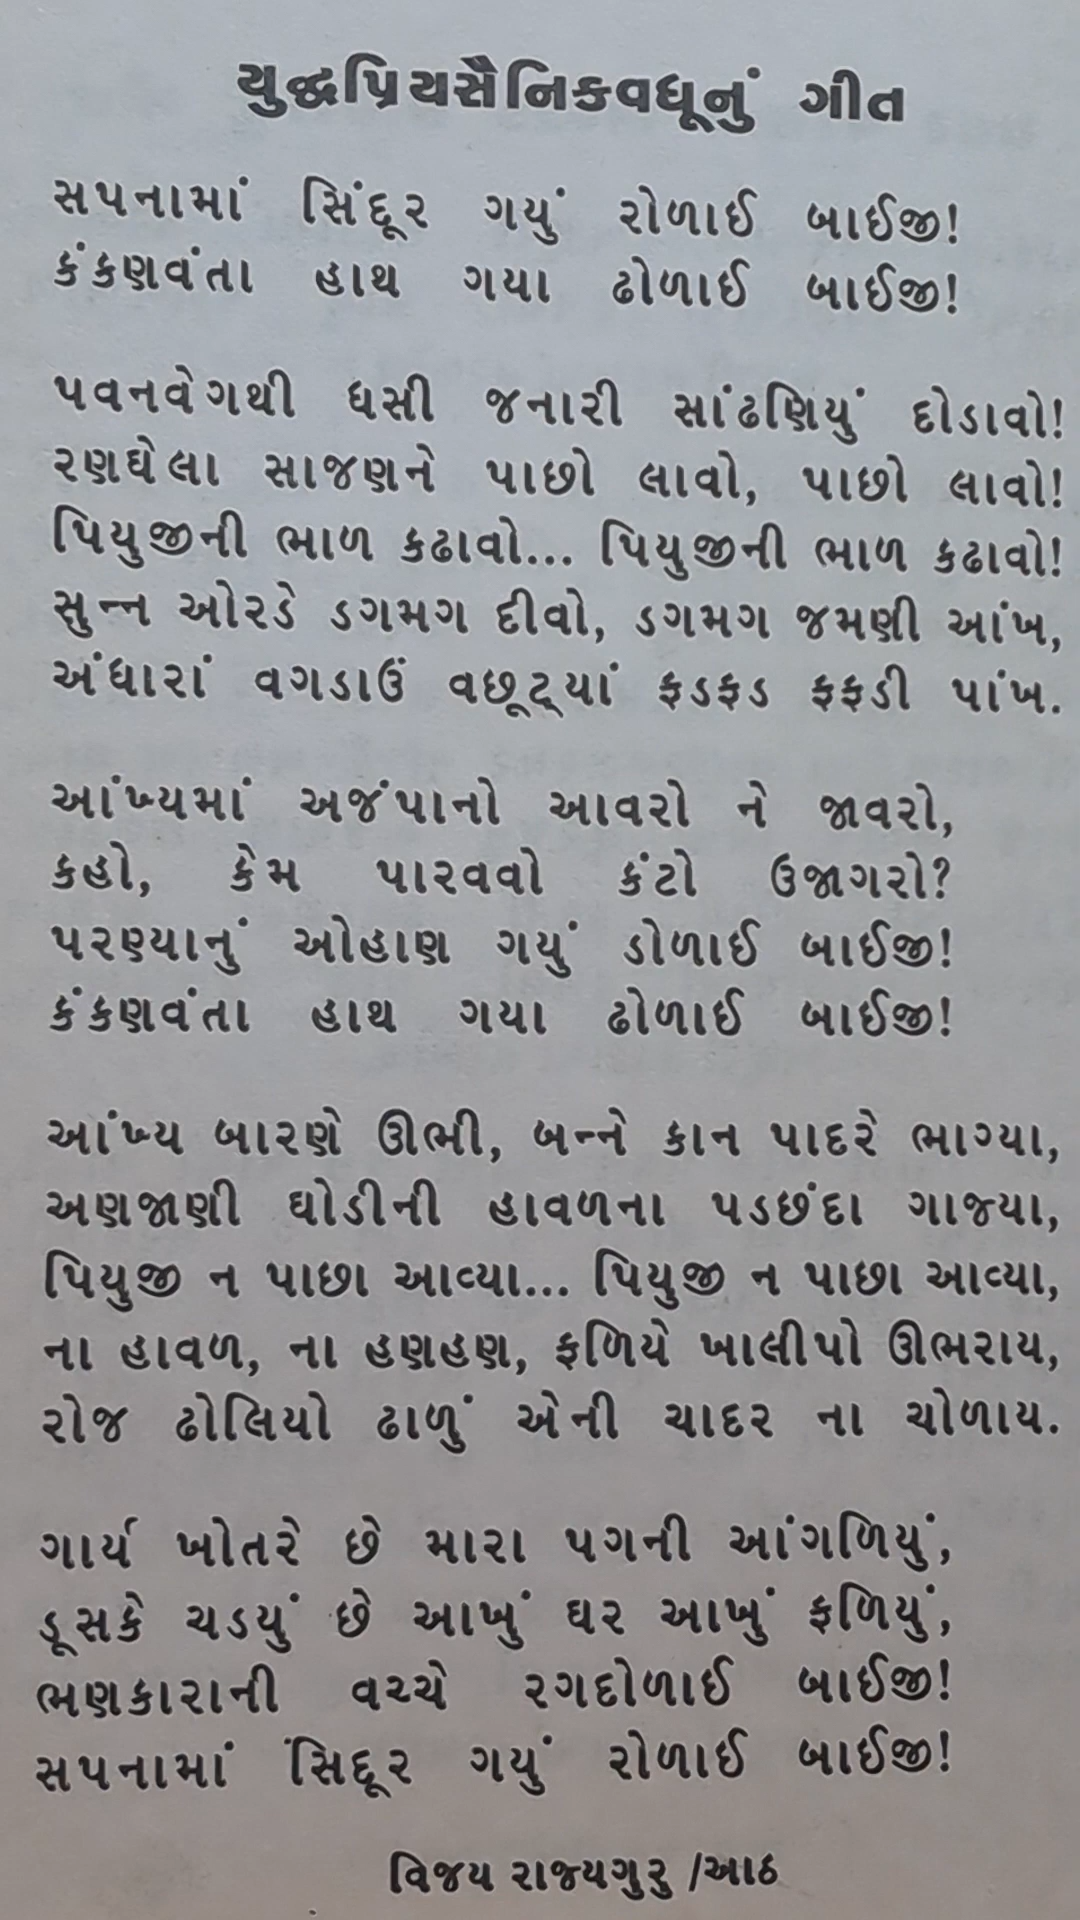 યુદ્ધપ્રિયસૈનિકવધૂનું ગીત
સપનામાં સિંદૂર ગયું રોળાઈ બાઈજી!
કંકણવંતા હાથ ગયા ઢોળાઈ બાઈજી!
પવનવેગથી ધસી જનારી સાંઢણિયું દોડાવો!
રણઘેલા સાજણને પાછો લાવો, પાછો લાવો!
પિયુજીની ભાળ કઢાવો... પિયુજીની ભાળ કઢાવો!
સુન્ન ઓરડે ડગમગ દીવો, ડગમગ જમણી આંખ,
અંધારાં વગડાઉં વછૂટ્યાં ફડફડ ફફડી પાંખ.
આંખ્યમાં અજંપાનો આવરો ને જાવરો,
કહો, કેમ પારવવો કંટો ઉજાગરો?
પરણ્યાનું ઓહાણ ગયું ડોળાઈ બાઈજી!
કંકણવંતા હાથ ગયા ઢોળાઈ બાઈજી!
આંખ્ય બારણે ઊભી, બન્ને કાન પાદરે ભાગ્યા,
અણજાણી ઘોડીની હાવળના પડછંદા ગાજ્યા,
પિયુજી ન પાછા આવ્યા... પિયુજી ન પાછા આવ્યા,
ના હાવળ, ના હણહણ, ફળિયે ખાલીપો ઊભરાય,
રોજ ઢોલિયો ઢાળું એની ચાદર ના ચોળાય.
ગાર્ય ખોતરે છે મારા પગની આંગળિયું,
ડૂસકે ચડયું છે આખું ઘર આખું ફળિયું,
ભણકારાની વચ્ચે રગદોળાઈ બાઈજી!
સપનામાં સિંદૂર ગયું રોળાઈ બાઈજી!
વિજય રાજ્યગુરુ /આઠ